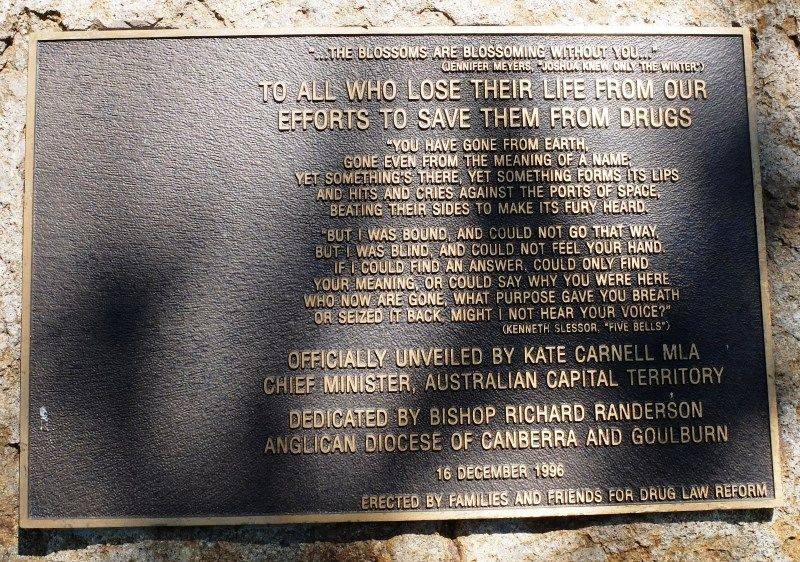 "...THE BLOSSOMS ARE BLOSSOMING WITHOUT YOU..."
(JENNIFER MEYERS, "JOSHUA KNEW ONLY THE WINTER")
TO ALL WHO LOSE THEIR LIFE FROM OUR
EFFORTS TO SAVE THEM FROM DRUGS
"YOU HAVE GONE FROM EARTH,
GONE EVEN FROM THE MEANING OF A NAME;
YET SOMETHING'S THERE, YET SOMETHING FORMS ITS LIPS
AND HITS AND CRIES AGAINST THE PORTS OF SPACE,
BEATING THEIR SIDES TO MAKE ITS FURY HEARD."
"BUT I WAS BOUND, AND COULD NOT GO THAT WAY,
BUT I WAS BLIND, AND COULD NOT FEEL YOUR HAND.
IF I COULD FIND AN ANSWER, COULD ONLY FIND
YOUR MEANING, OR COULD SAY WHY YOU WERE HERE
WHO NOW ARE GONE, WHAT PURPOSE GAVE YOU BREATH
OR SEIZED IT BACK, MIGHT I NOT HEAR YOUR VOICE?"
(KENNETH SLESSOR, "FIVE BELLS")
OFFICIALLY UNVEILED BY KATE CARNELL MLA
CHIEF MINISTER, AUSTRALIAN CAPITAL TERRITORY
DEDICATED BY BISHOP RICHARD RANDERSON
ANGLICAN DIOCESE OF CANBERRA AND GOULBURN
16 DECEMBER 1996
ERECTED BY FAMILIES AND FRIENDS FOR DRUG LAW REFORM